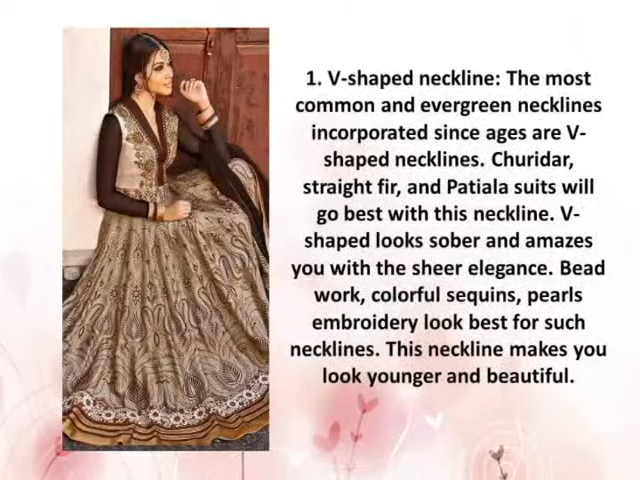 1. V-shaped neckline: The most
common and evergreen necklines
incorporated since ages are V-
shaped necklines. Churidar,
straight fir, and Patiala suits will
go best with this neckline. V-
shaped looks sober and amazes
you with the sheer elegance. Bead
work, colorful sequins, pearls
embroidery look best for such
necklines. This neckline makes you
look younger and beautiful.